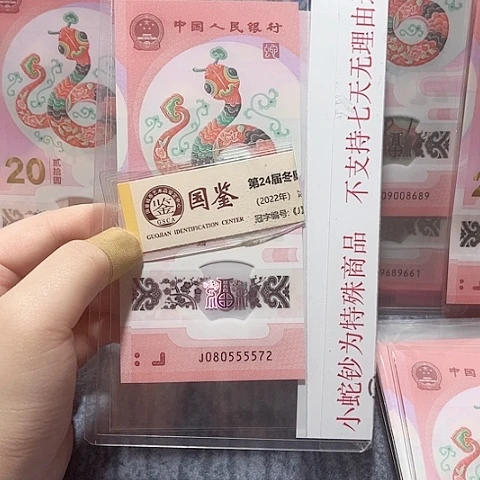 中国人民银行
20
贰拾圆
国鉴
GSCA
GUOJIAN IDENTIFICATION CENTER
第24届冬
(2022年)
冠字编号:
J080555572
小蛇钞为特殊商品 不支持七天无理由
09008689
9689661
中国